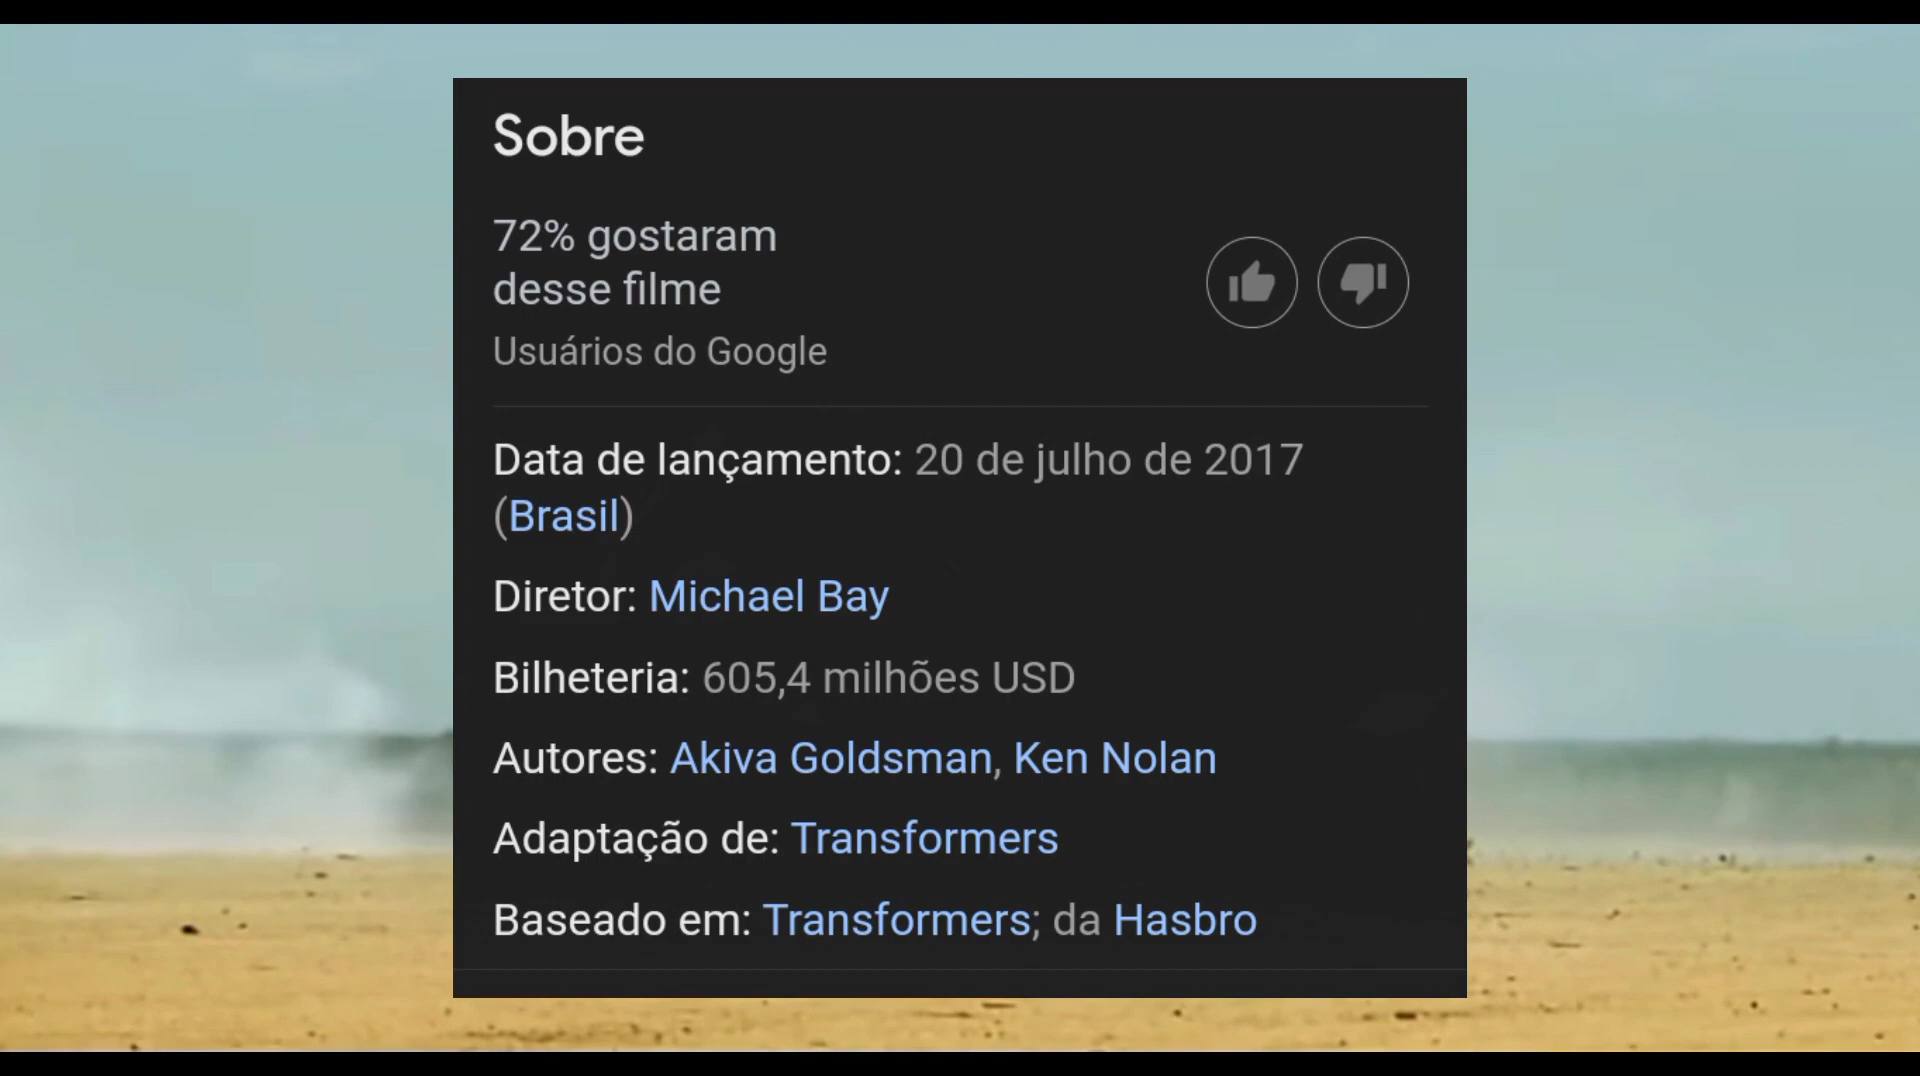 Sobre
72% gostaram
desse filme
Usuários do Google
Data de lançamento: 20 de julho de 2017
(Brasil)
Diretor: Michael Bay
Bilheteria: 605,4 milhões USD
Autores: Akiva Goldsman, Ken Nolan
Adaptação de: Transformers
Baseado em: Transformers; da Hasbro